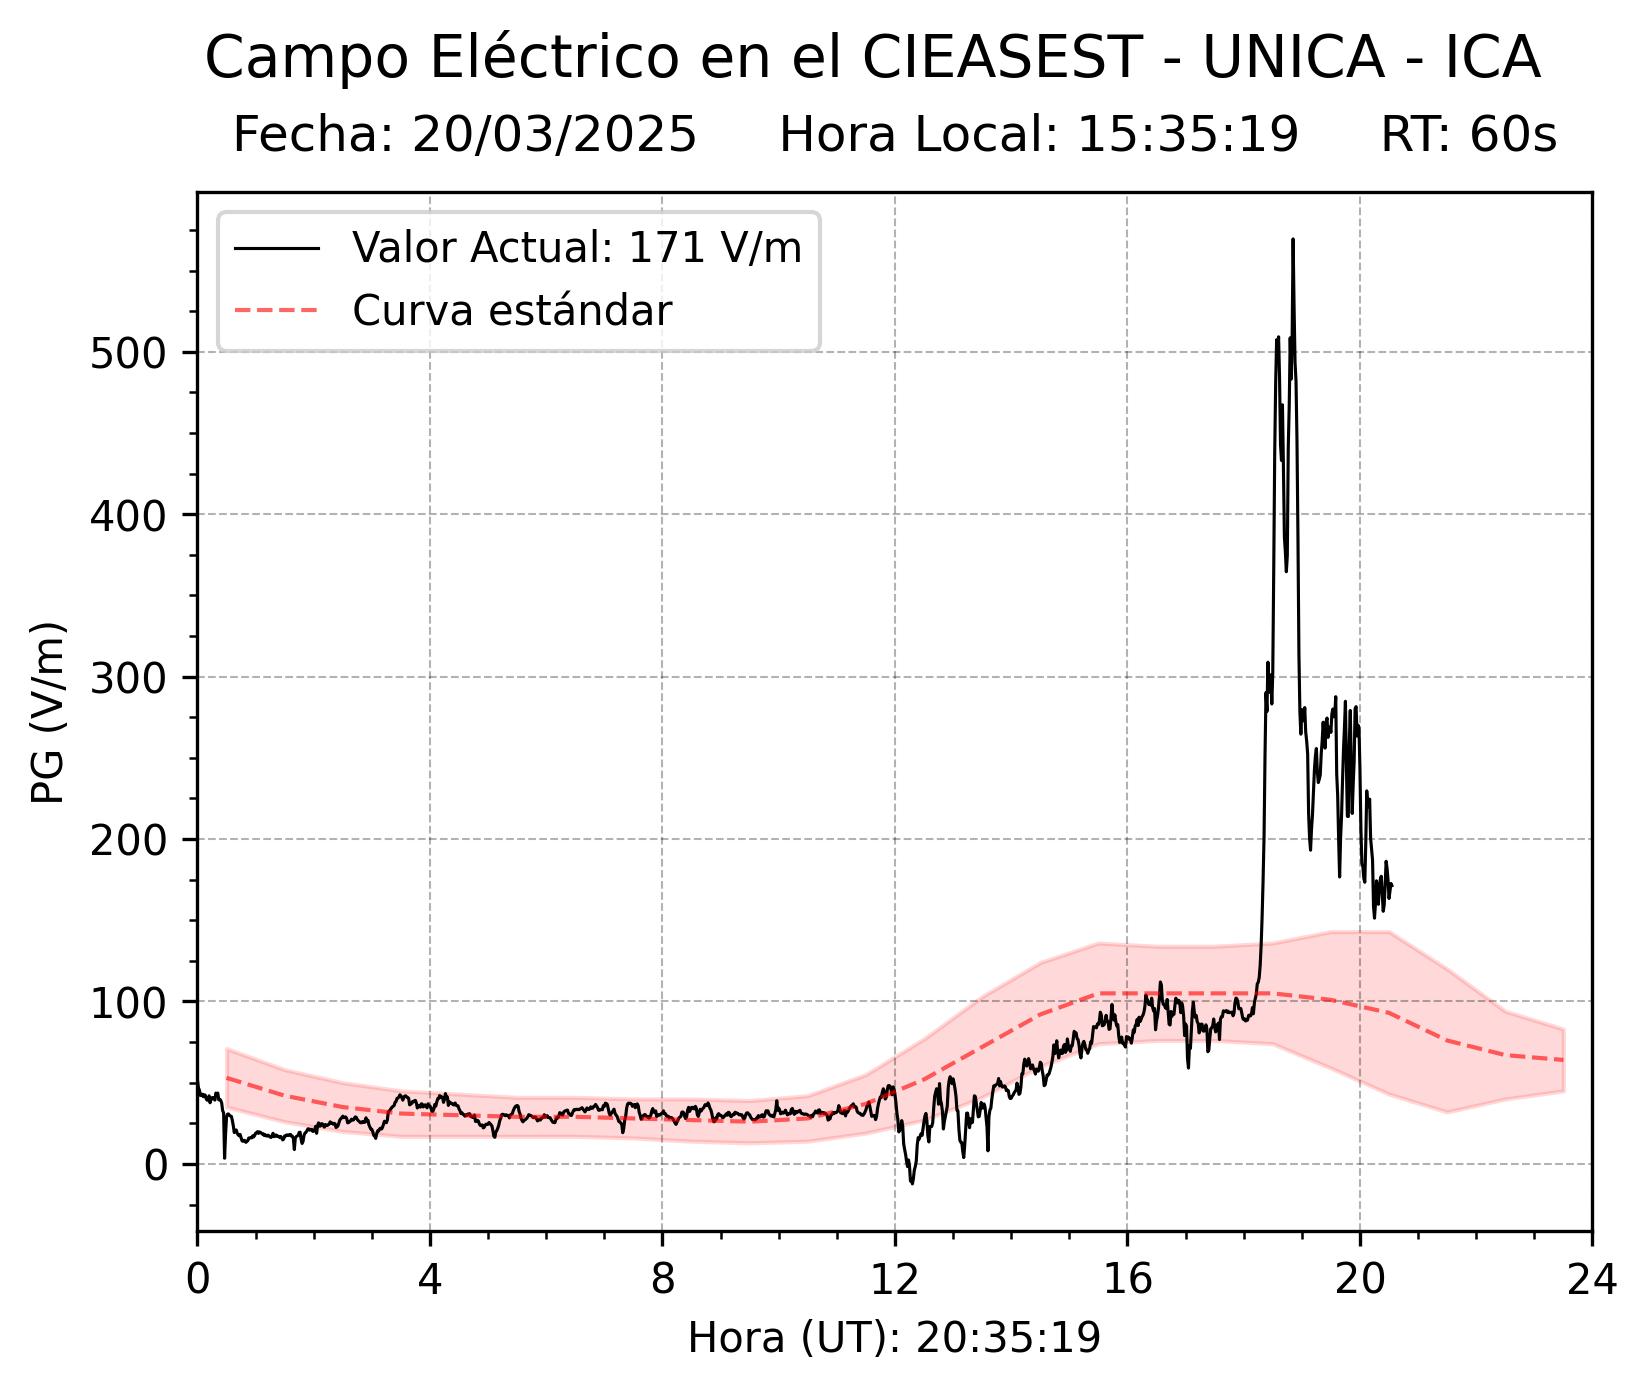 Campo Eléctrico en el CIEASEST - UNICA - ICA
Fecha: 20/03/2025 Hora Local: 15:35:19 RT: 60s
Valor Actual: 171 V/m
Curva estándar
PG (V/m)
500
400
300
200
100
0
0 4 8 12 16 20 24
Hora (UT): 20:35:19